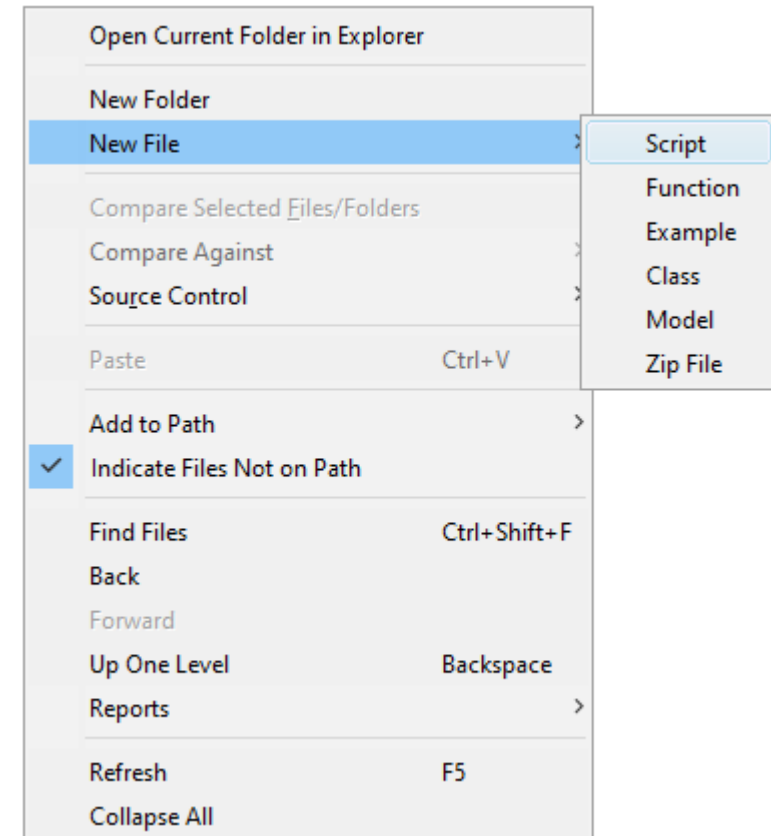 Open Current Folder in Explorer
New Folder
New File
Script
Function
Example
Class
Model
Zip File
Compare Selected Files/Folders
Compare Against
Source Control
Paste Ctrl+V
Add to Path
Indicate Files Not on Path
Find Files Ctrl+Shift+F
Back
Forward
Up One Level Backspace
Reports
Refresh F5
Collapse All